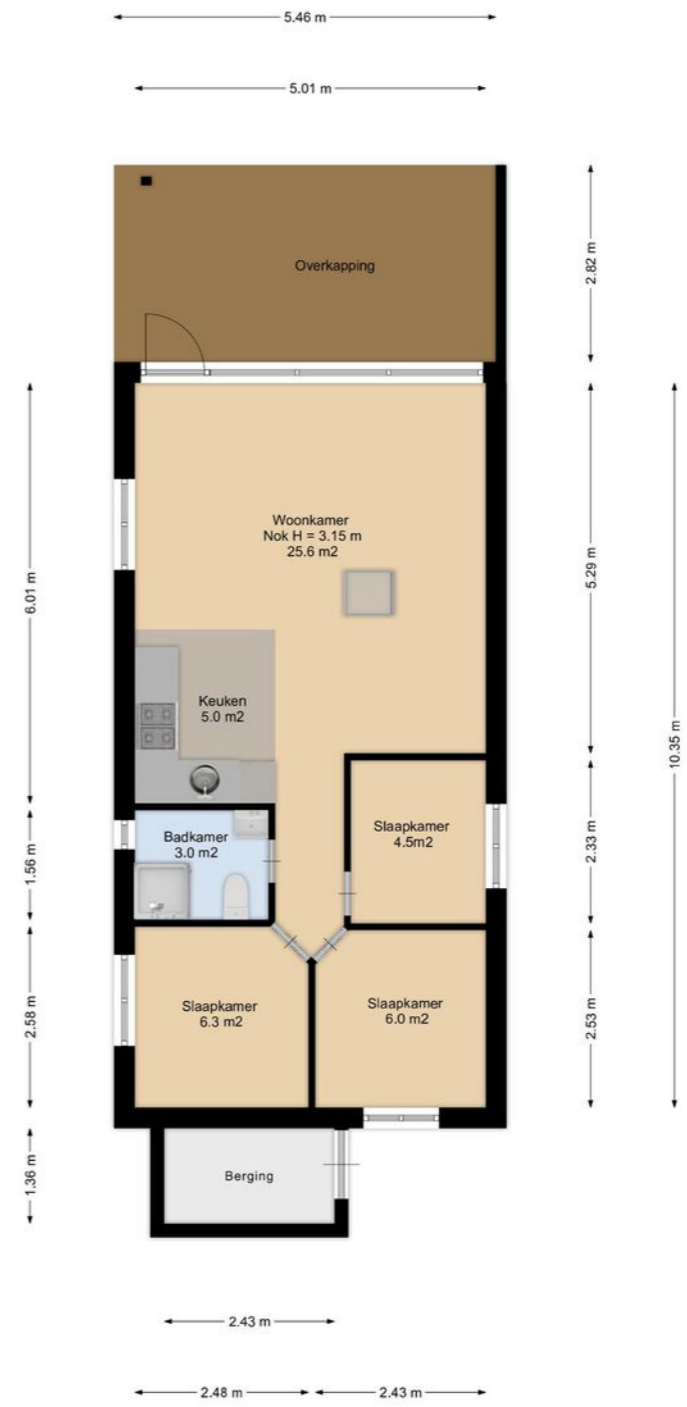 5.46 m
5.01 m
Overkapping
2.82 m
Woonkamer
Nok H = 3.15 m
25.6 m2
6.01 m
5.29 m
10.35 m
Keuken
5.0 m2
Badkamer
3.0 m2
1.56 m
Slaapkamer
4.5m2
2.33 m
Slaapkamer
6.3 m2
Slaapkamer
6.0 m2
2.58 m
2.53 m
Berging
1.36 m
2.43 m
2.48 m
2.43 m